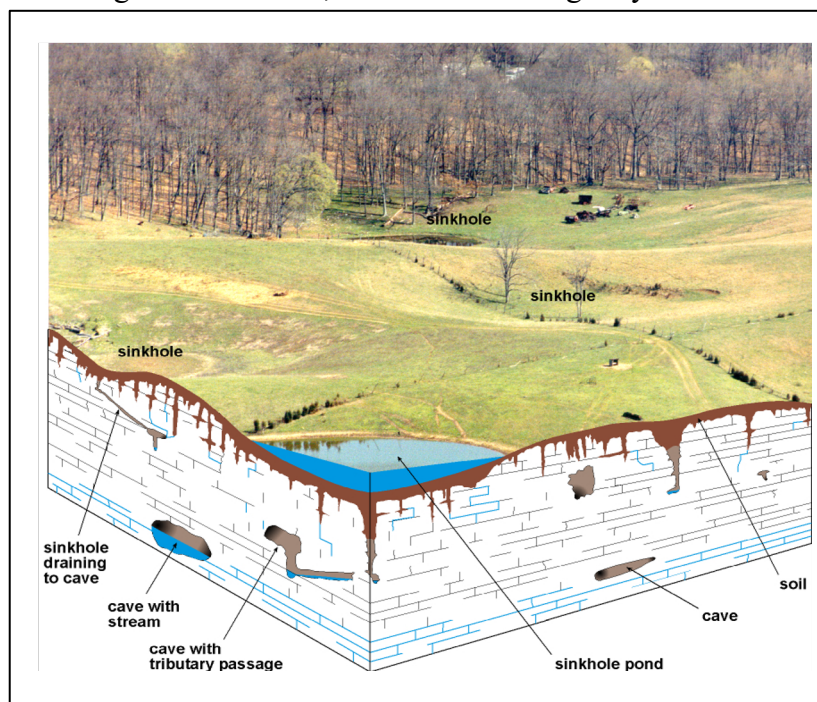 sinkhole
sinkhole
sinkhole
sinkhole
draining
to cave
cave with
stream
cave with
tributary passage
sinkhole pond
cave
soil